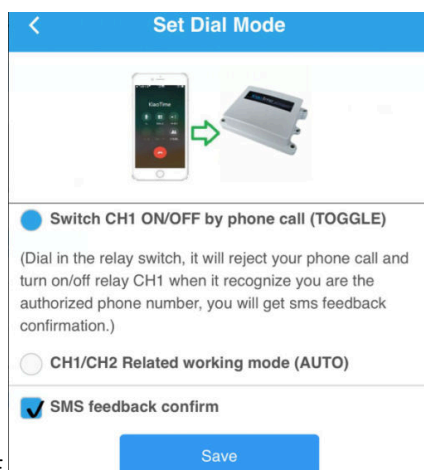 Set Dial Mode
XiaoTime
Switch CH1 ON/OFF by phone call (TOGGLE)
(Dial in the relay switch, it will reject your phone call and
turn on/off relay CH1 when it recognize you are the
authorized phone number, you will get sms feedback
confirmation.)
CH1/CH2 Related working mode (AUTO)
SMS feedback confirm
Save